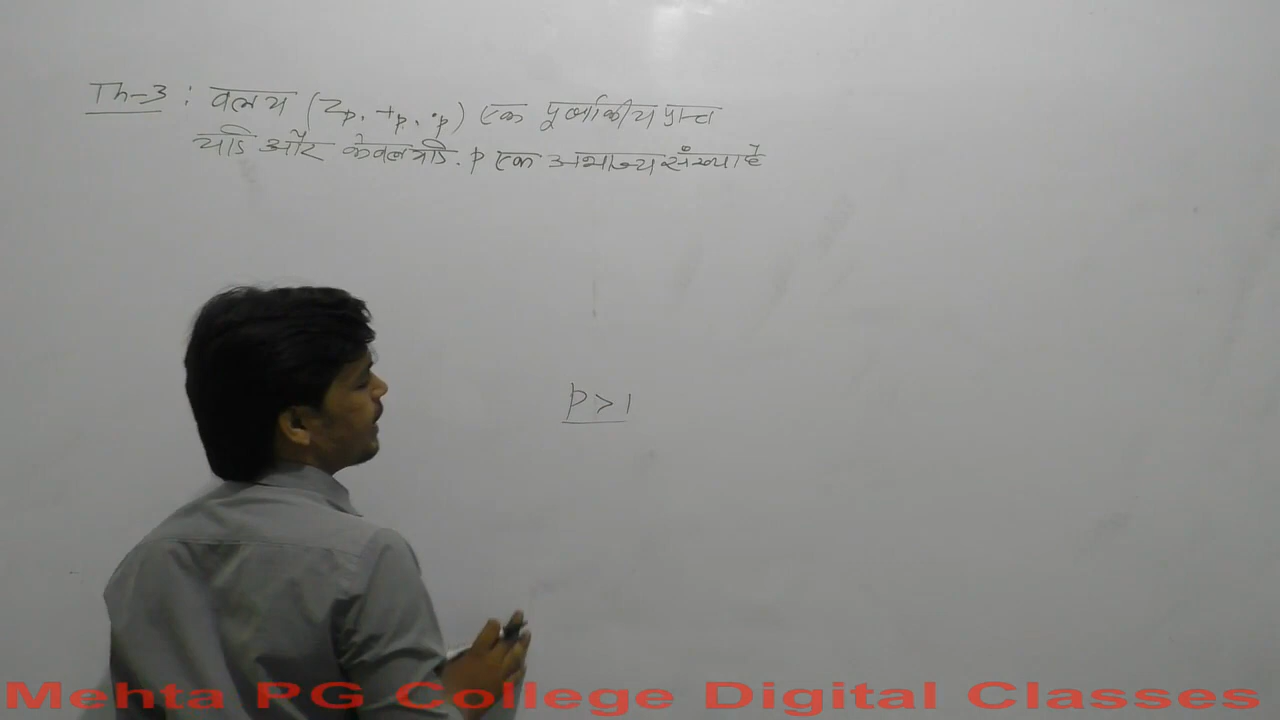 Th-3 : वलय (Zp, +p, ·p) एक पूर्णाकीय प्रान्त
यदि और केवल यदि. p एक अभाज्य संख्या है
p > 1
Mehta PG College Digital Classes